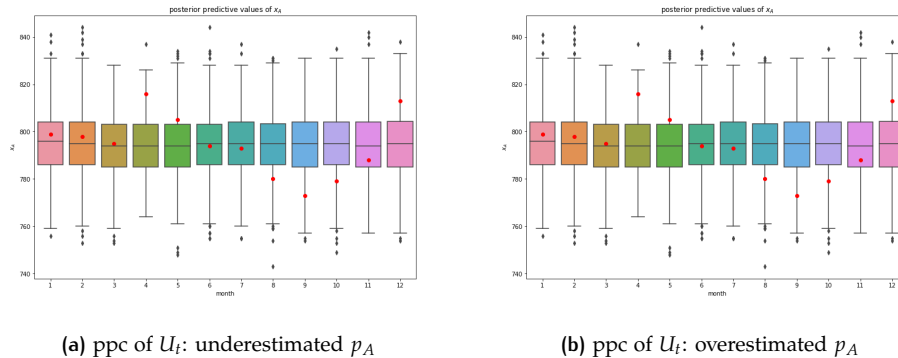 posterior predictive values of x_A
840
820
800
780
760
740
x_A
1 2 3 4 5 6 7 8 9 10 11 12
month
(a) ppc of U_t: underestimated p_A
posterior predictive values of x_A
840
820
800
780
760
740
x_A
1 2 3 4 5 6 7 8 9 10 11 12
month
(b) ppc of U_t: overestimated p_A